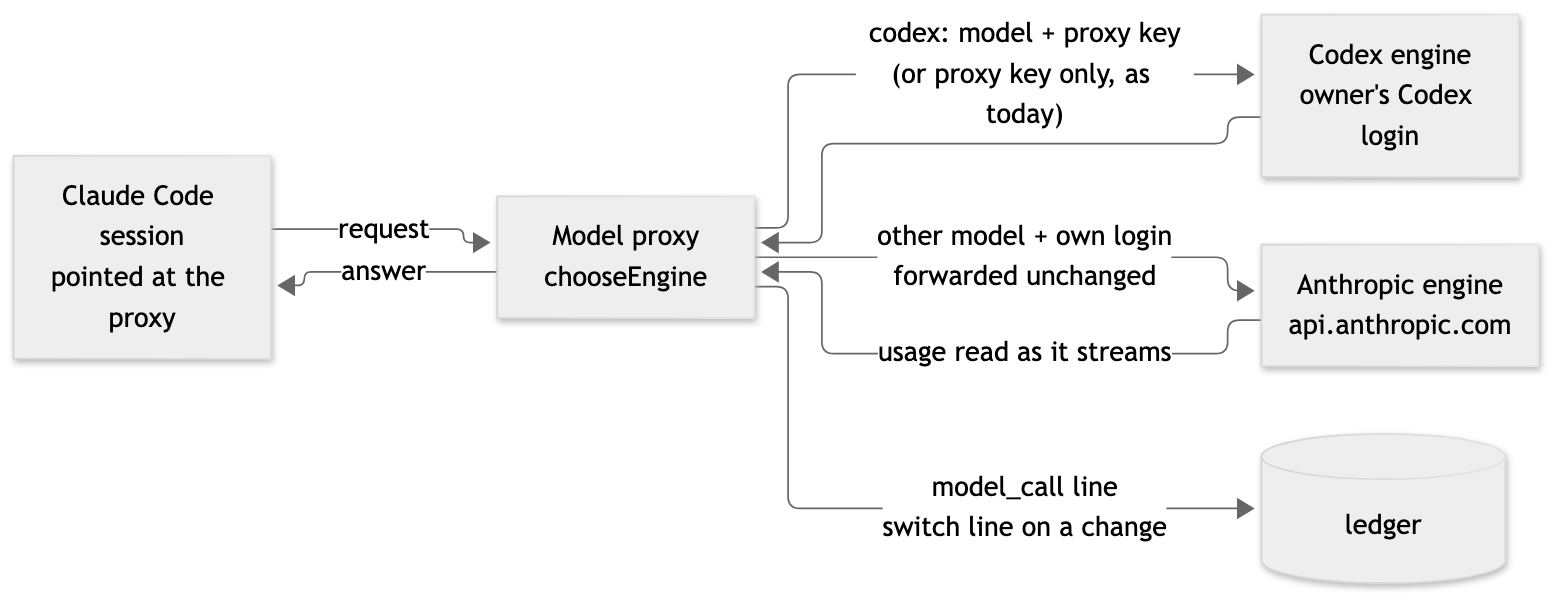 codex: model + proxy key
(or proxy key only, as
today)
Codex engine
owner's Codex
login
Claude Code
session
pointed at the
proxy
request
answer
Model proxy
chooseEngine
other model + own login
forwarded unchanged
Anthropic engine
api.anthropic.com
usage read as it streams
model_call line
switch line on a change
ledger